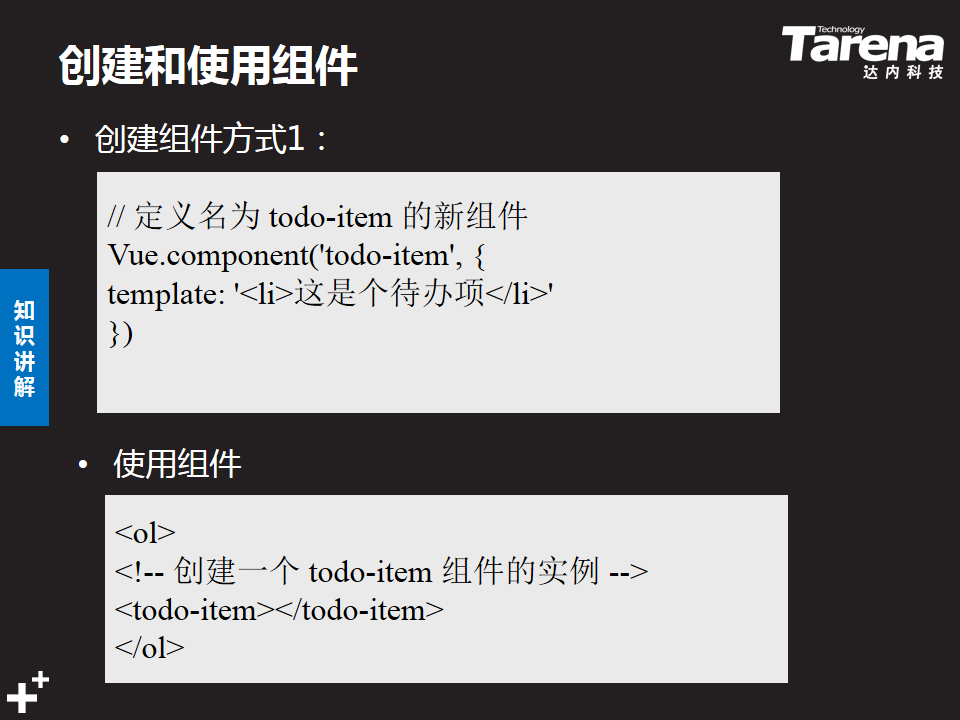 创建和使用组件
Technology
Tarena
达内科技
• 创建组件方式1：
// 定义名为 todo-item 的新组件
Vue.component('todo-item', {
template: '<li>这是个待办项</li>'
})
知识讲解
• 使用组件
<ol>
<!-- 创建一个 todo-item 组件的实例 -->
<todo-item></todo-item>
</ol>